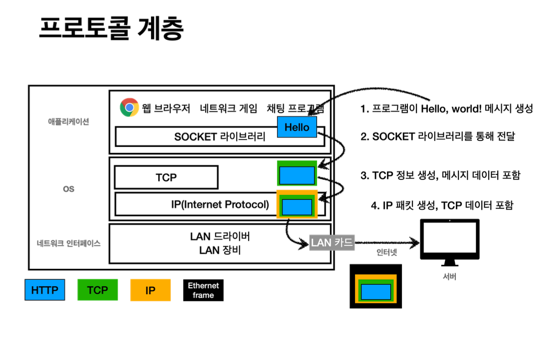 프로토콜 계층
애플리케이션
웹 브라우저 네트워크 게임 채팅 프로그램
Hello
SOCKET 라이브러리
1. 프로그램이 Hello, world! 메시지 생성
2. SOCKET 라이브러리를 통해 전달
OS
TCP
3. TCP 정보 생성, 메시지 데이터 포함
IP(Internet Protocol)
4. IP 패킷 생성, TCP 데이터 포함
네트워크 인터페이스
LAN 드라이버
LAN 장비
LAN 카드
인터넷
서버
HTTP
TCP
IP
Ethernet
frame